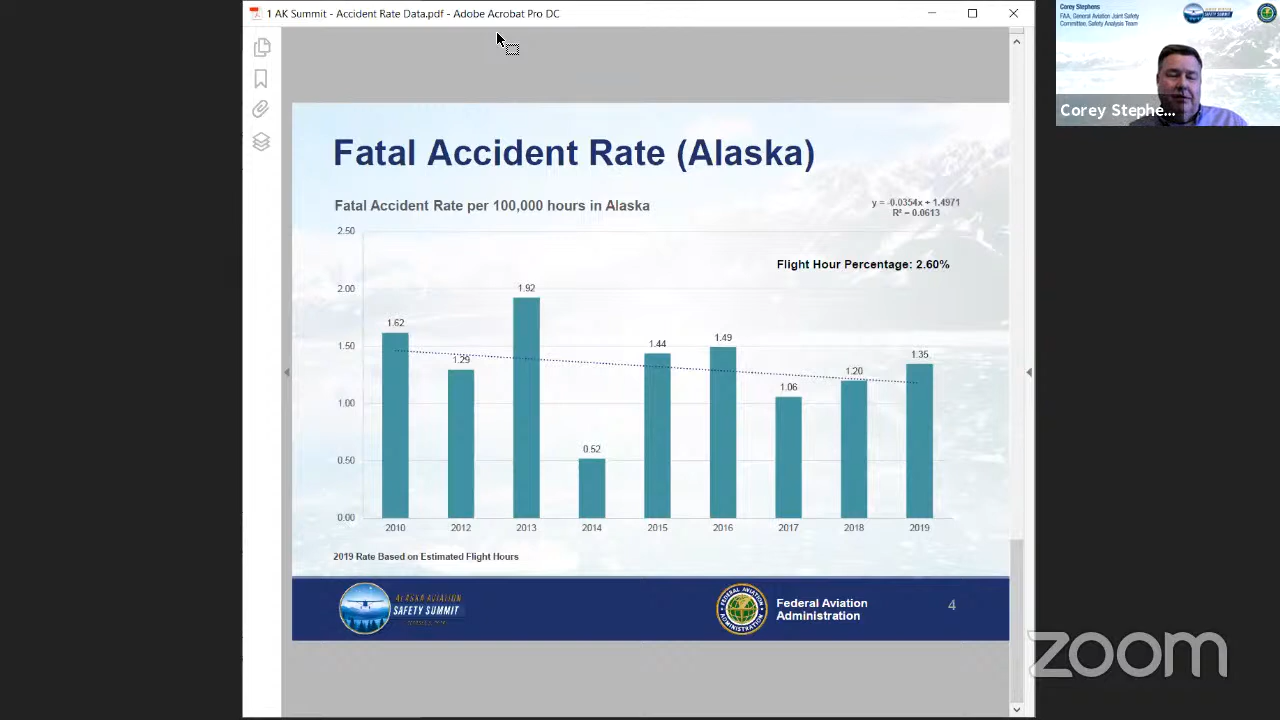 1 AK Summit - Accident Rate Data.pdf - Adobe Acrobat Pro DC
Corey Stephens
FAA, General Aviation Joint Safety
Committee, Safety Analysis Team
Corey Stephe...
Fatal Accident Rate (Alaska)
Fatal Accident Rate per 100,000 hours in Alaska
y = -0.0354x + 1.4971
R² = 0.0613
Flight Hour Percentage: 2.60%
2.50
2.00
1.50
1.00
0.50
0.00
1.62
1.29
1.92
0.52
1.44
1.49
1.06
1.20
1.35
2010 2012 2013 2014 2015 2016 2017 2018 2019
2019 Rate Based on Estimated Flight Hours
ALASKA AVIATION
SAFETY SUMMIT
FEDERAL AVIATION
ADMINISTRATION
Federal Aviation
Administration
4
zoom